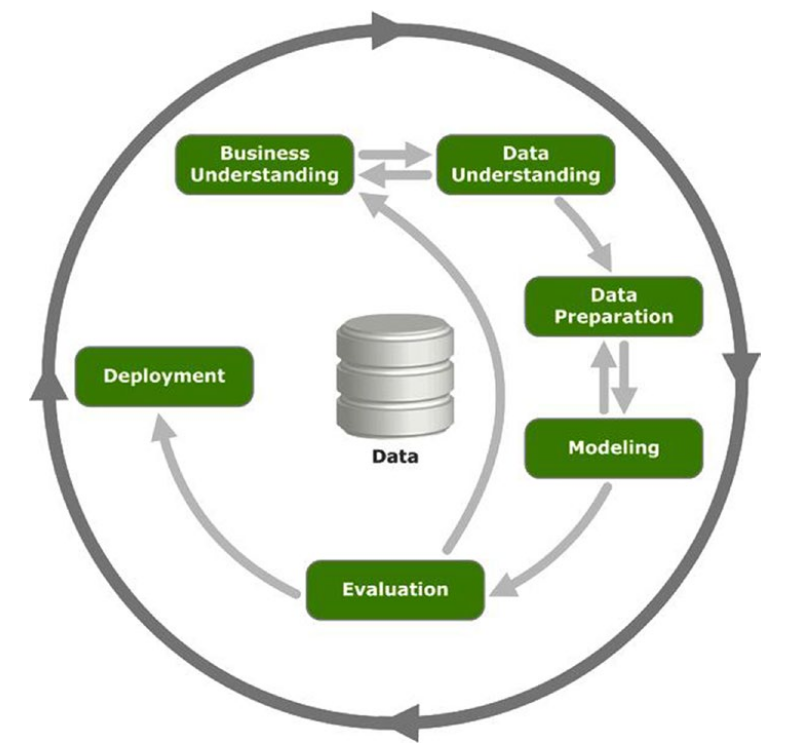 Business
Understanding
Data
Understanding
Data
Preparation
Modeling
Evaluation
Deployment
Data